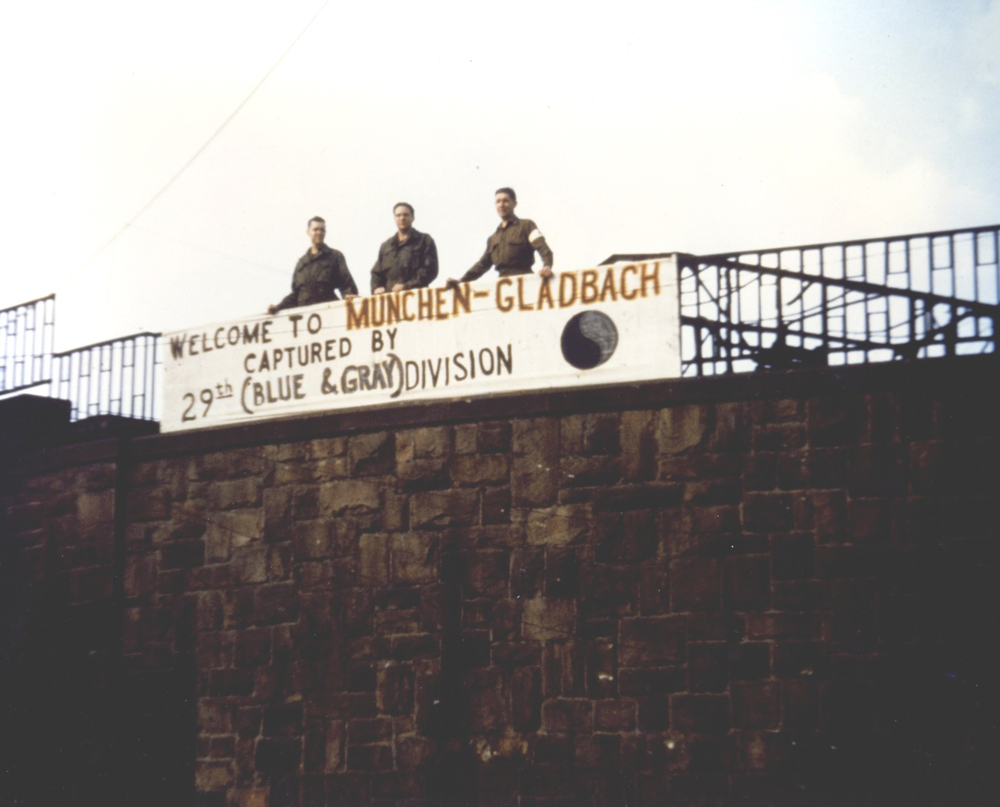 WELCOME TO MUNCHEN-GLADBACH
CAPTURED BY
29th (BLUE & GRAY) DIVISION